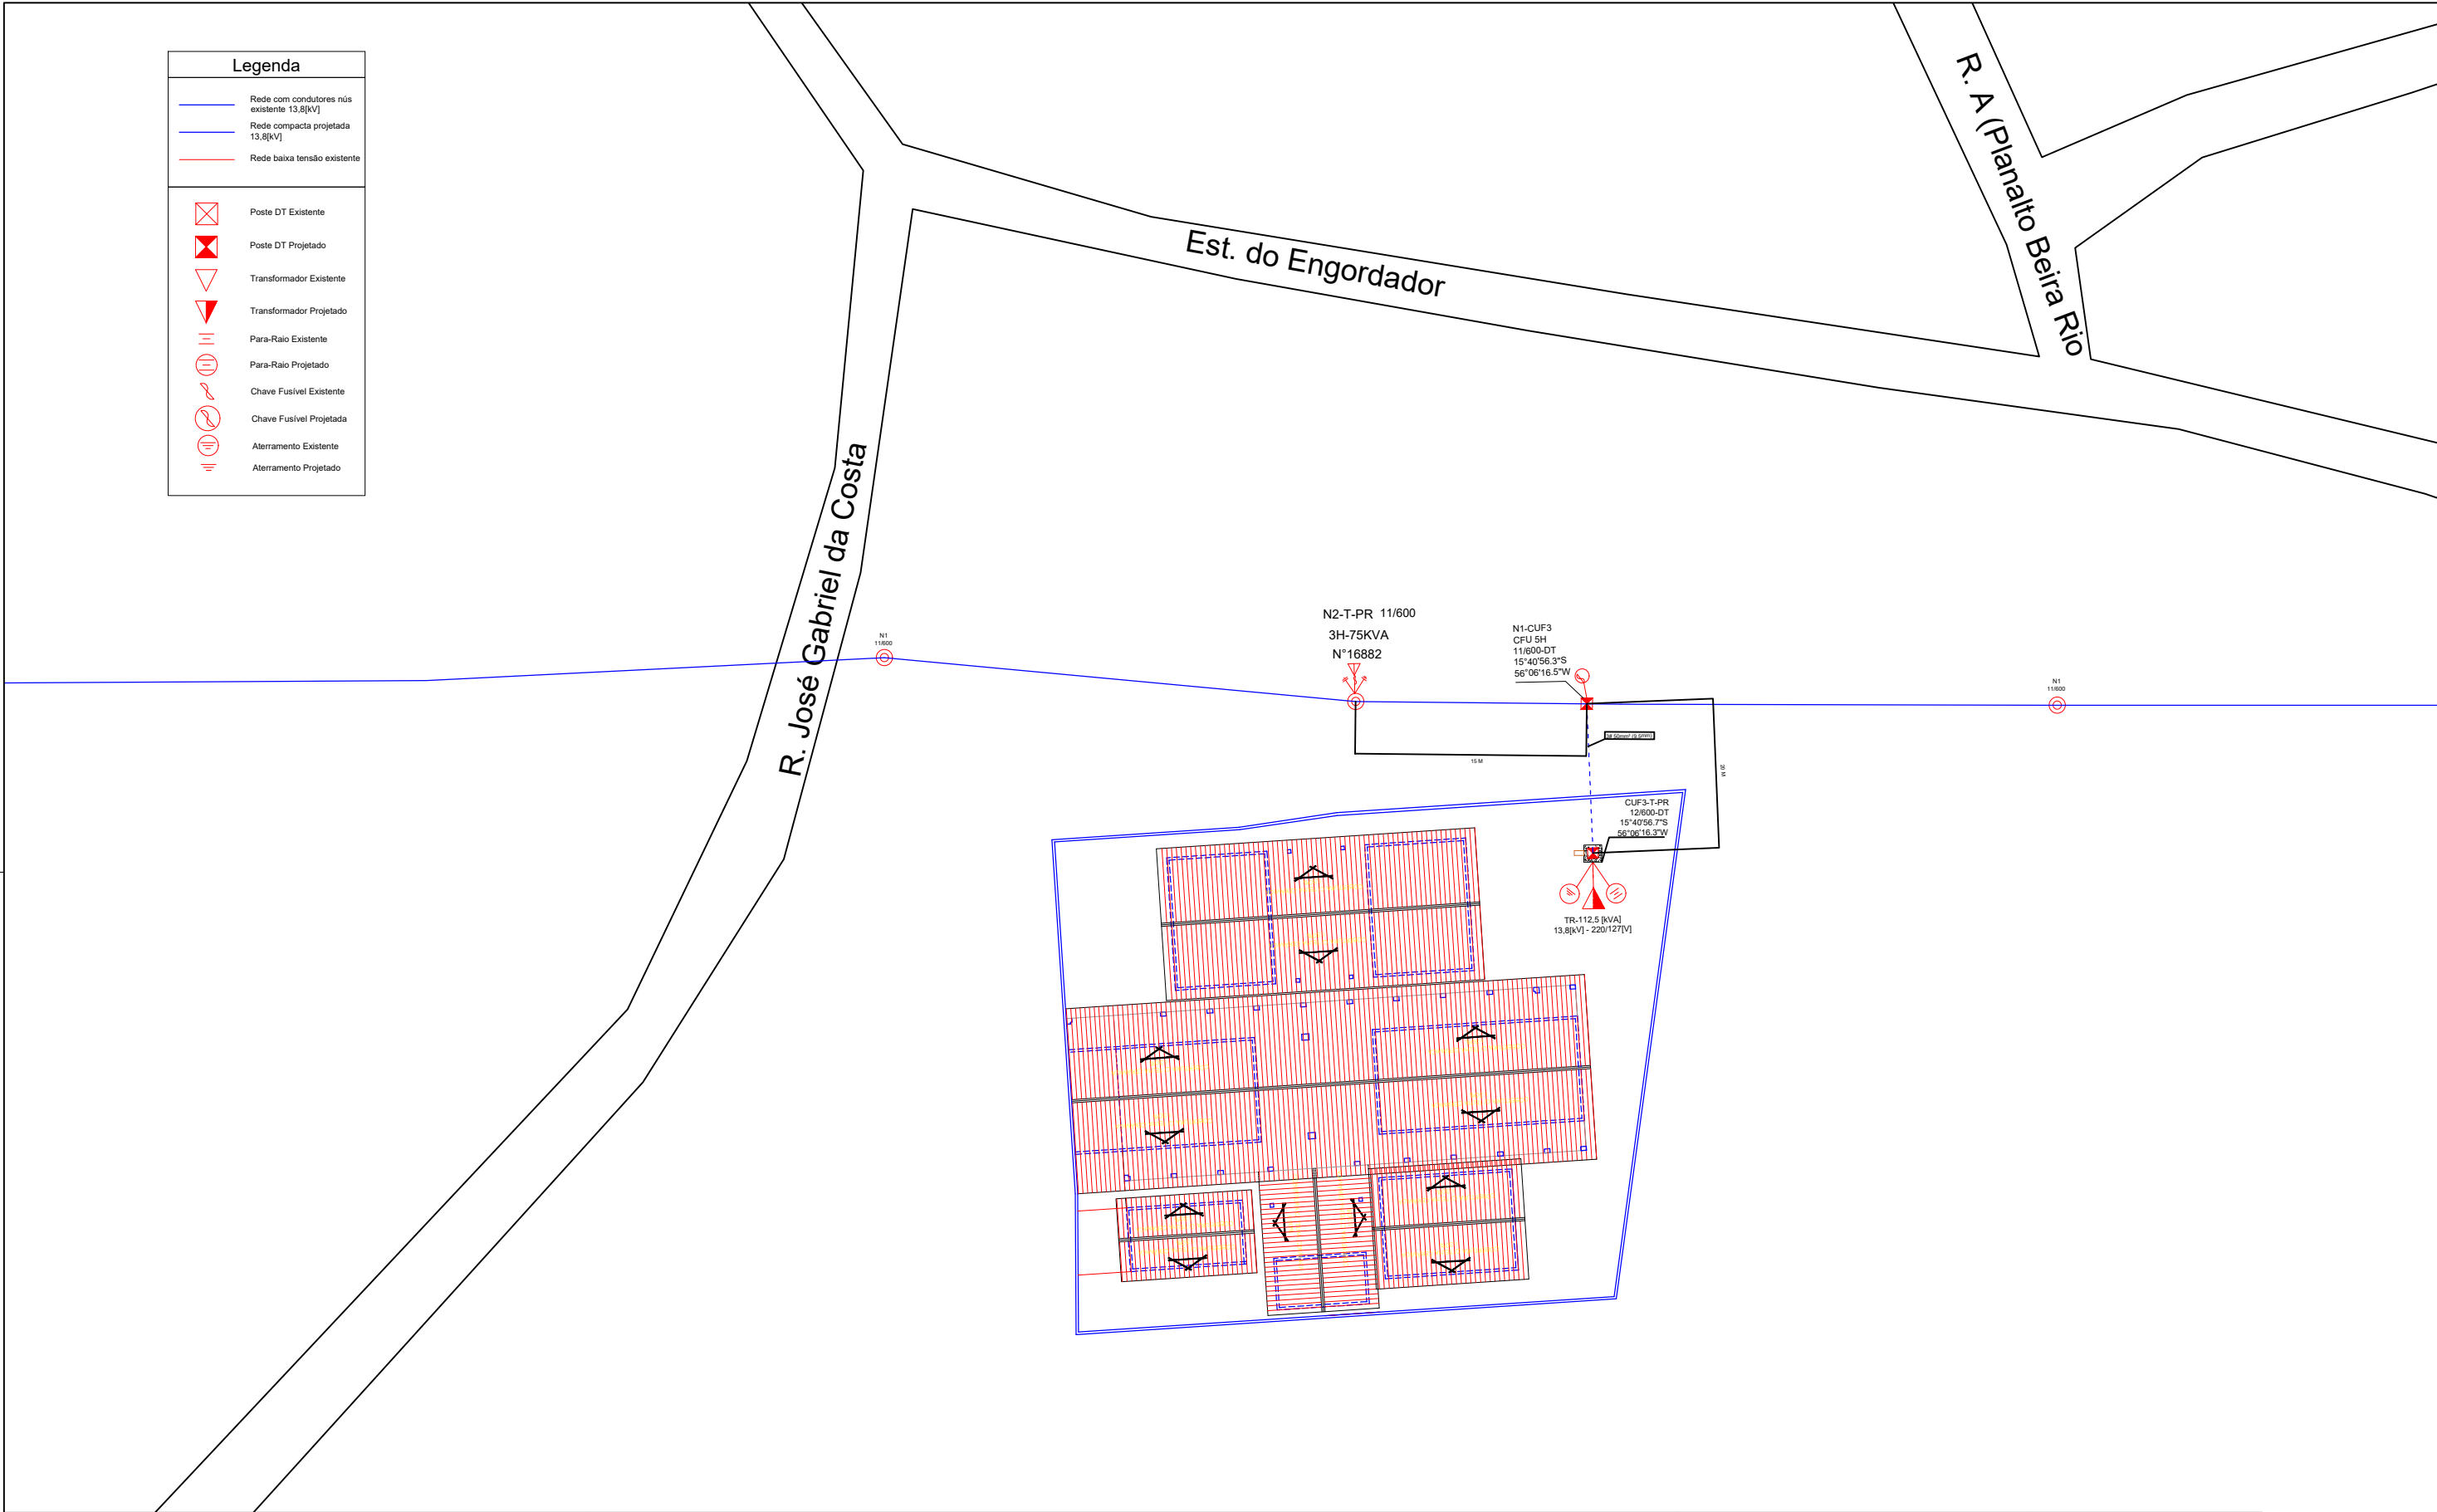 Legenda
Rede com condutores nús
existente 13,8[kV]
Rede compacta projetada
13,8[kV]
Rede baixa tensão existente
Poste DT Existente
Poste DT Projetado
Transformador Existente
Transformador Projetado
Para-Raio Existente
Para-Raio Projetado
Chave Fusível Existente
Chave Fusível Projetada
Aterramento Existente
Aterramento Projetado
R. A (Planalto Beira Rio
Est. do Engordador
R. José Gabriel da Costa
N1
11/600
N2-T-PR 11/600
3H-75KVA
N°16882
N1-CUF3
CFU 5H
11/600-DT
15°40'56.3"S
56°06'16.5"W
N1
11/600
15 M
20 M
CUF3-T-PR
12/600-DT
15°40'56.7"S
56°06'16.3"W
TR-112,5 [kVA]
13,8[kV] - 220/127[V]